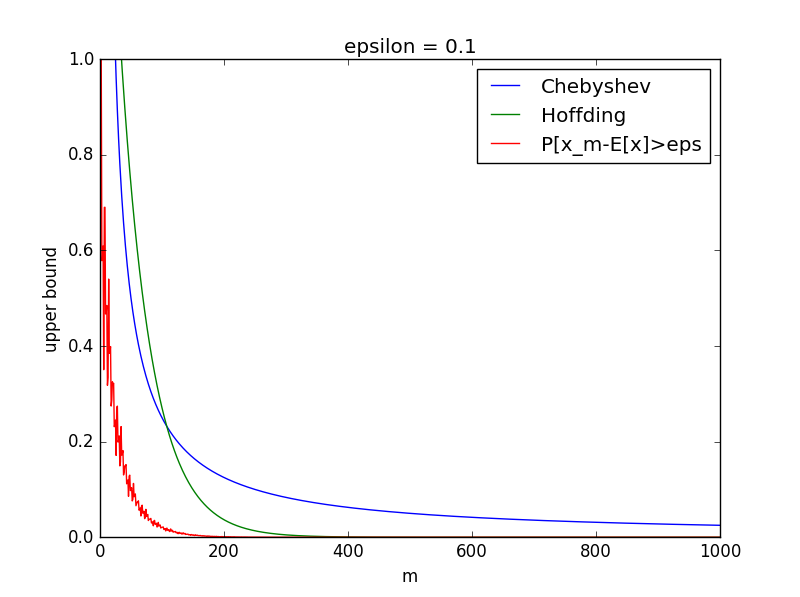 epsilon = 0.1
1.0
0.8
0.6
0.4
0.2
0.0
upper bound
Chebyshev
Hoffding
P[x_m-E[x]>eps
0 200 400 600 800 1000
m